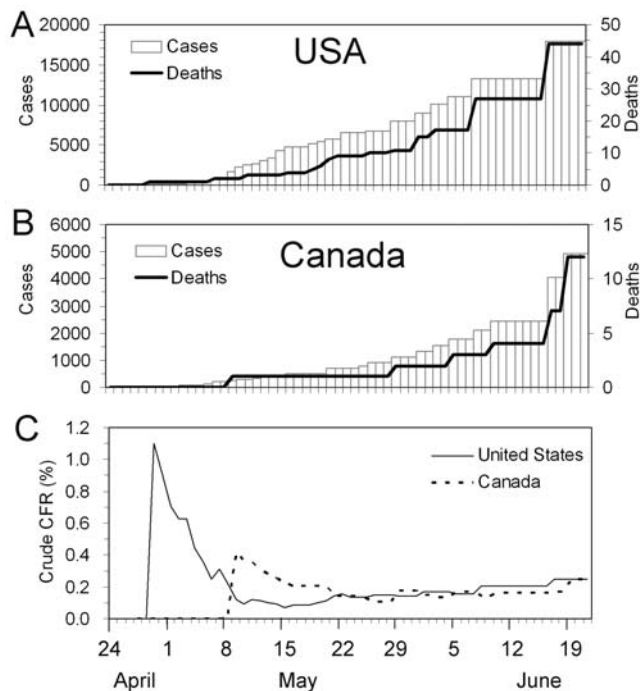 A
USA
Cases
Deaths
20000
15000
10000
5000
0
Cases
50
40
30
20
10
0
Deaths
B
Canada
Cases
Deaths
6000
5000
4000
3000
2000
1000
0
Cases
15
10
5
0
Deaths
C
United States
Canada
1.2
1.0
0.8
0.6
0.4
0.2
0.0
Crude CFR (%)
24 1 8 15 22 29 5 12 19
April May June